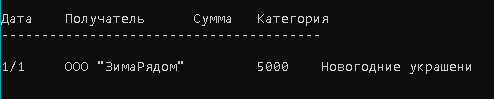 Дата Получатель Сумма Категория
----------------------------------------
1/1 ООО "ЗимаРядом" 5000 Новогодние украшени